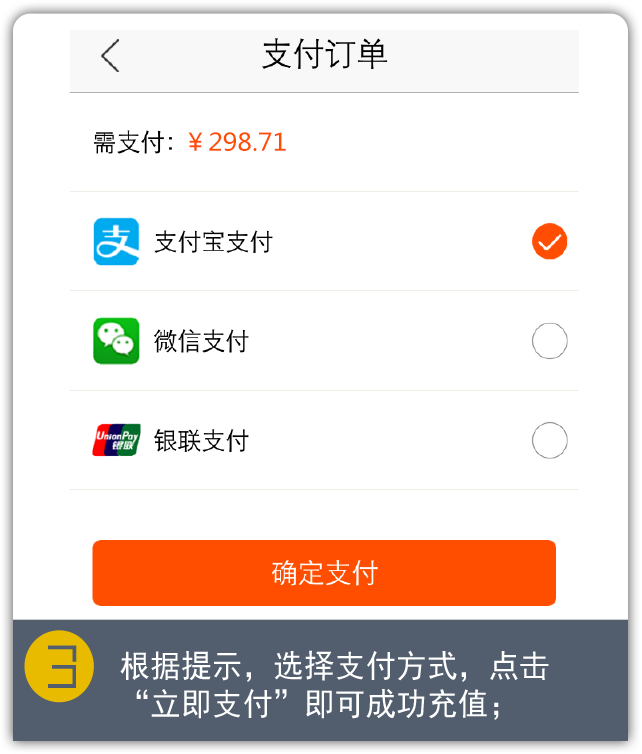 支付订单
需支付：￥298.71
支
支付宝支付
微信支付
UnionPay
银联
银联支付
确定支付
3
根据提示，选择支付方式，点击
“立即支付”即可成功充值；